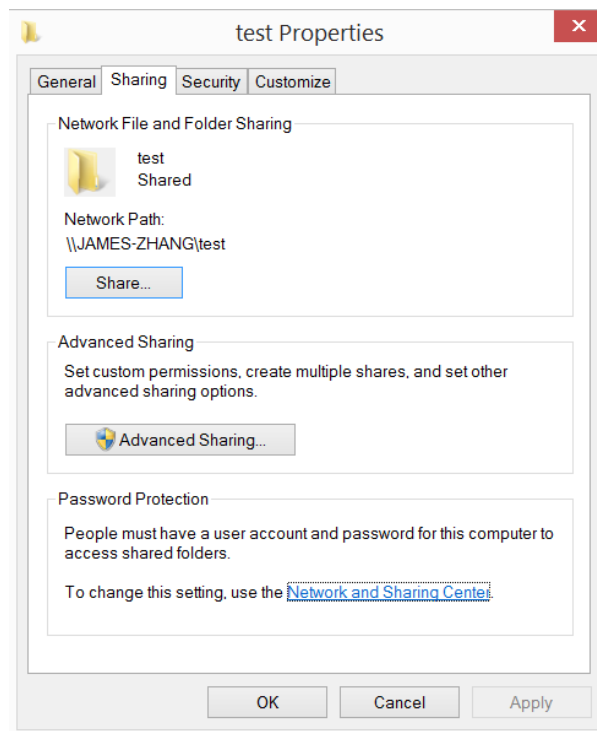 test Properties
General Sharing Security Customize
Network File and Folder Sharing
test
Shared
Network Path:
\\JAMES-ZHANG\test
Share...
Advanced Sharing
Set custom permissions, create multiple shares, and set other
advanced sharing options.
Advanced Sharing...
Password Protection
People must have a user account and password for this computer to
access shared folders.
To change this setting, use the Network and Sharing Center.
OK Cancel Apply